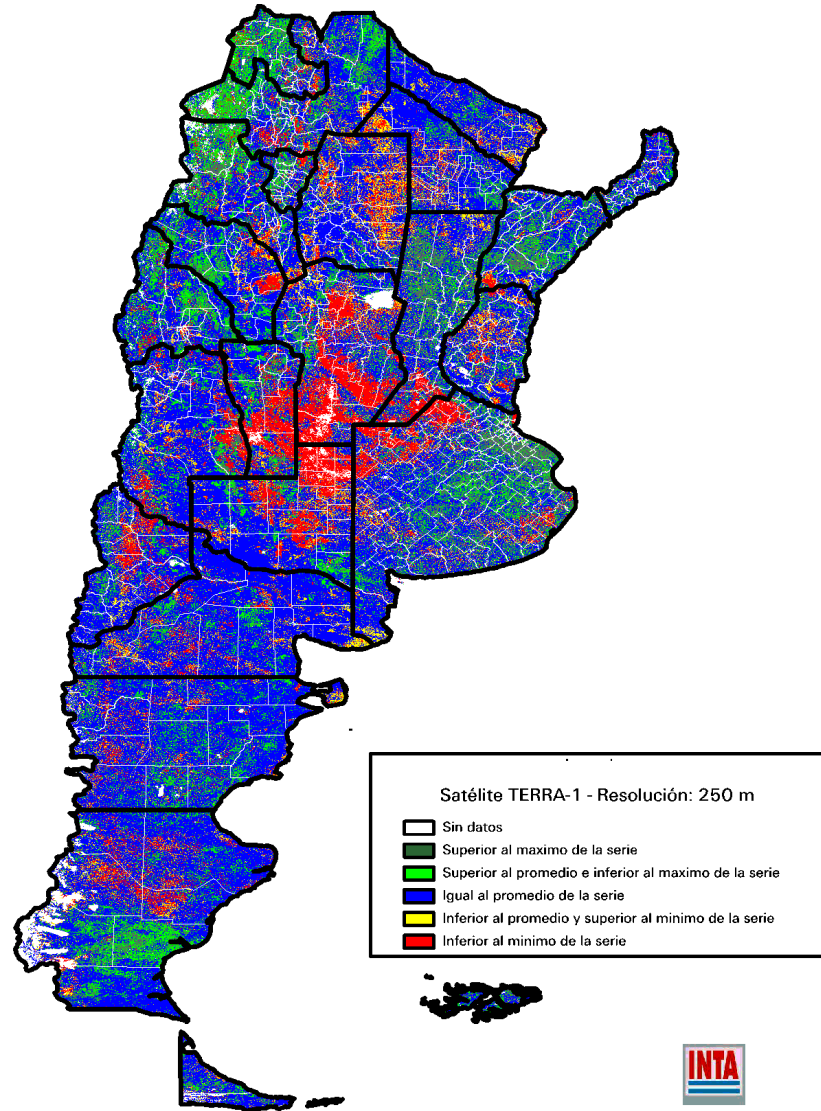 Satélite TERRA-1 - Resolución: 250 m
Sin datos
Superior al maximo de la serie
Superior al promedio e inferior al maximo de la serie
Igual al promedio de la serie
Inferior al promedio y superior al minimo de la serie
Inferior al minimo de la serie
INTA